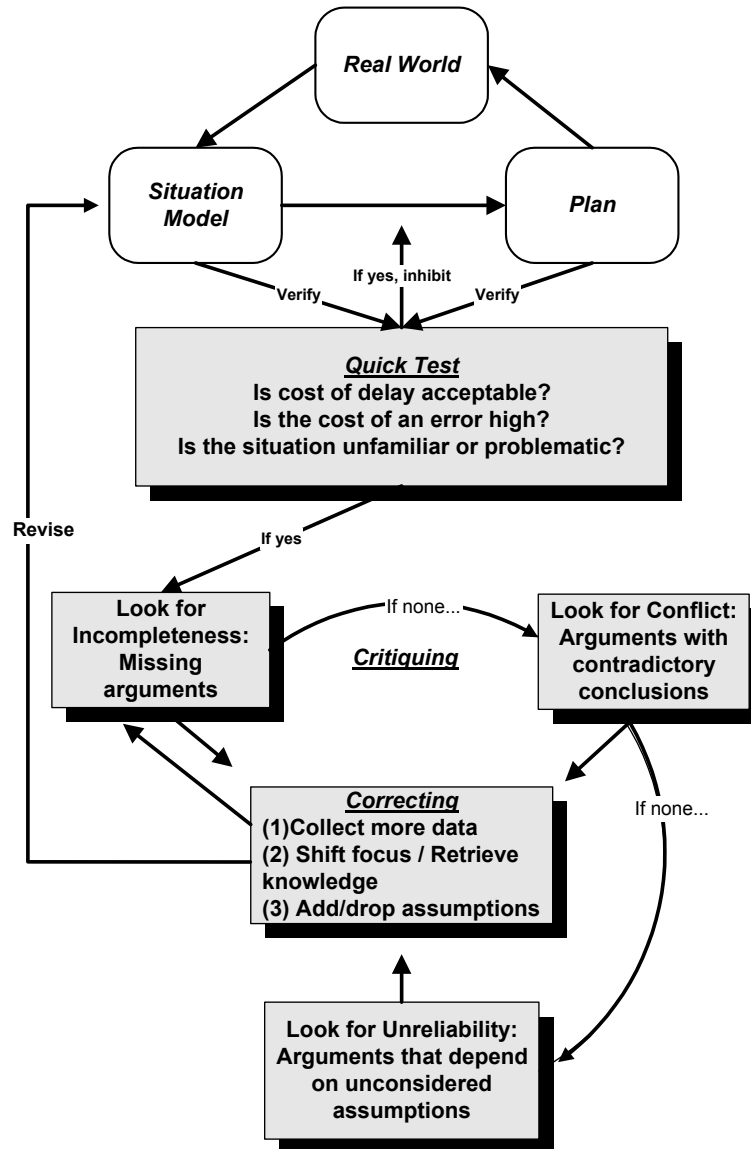 Real World
Situation
Model
Plan
If yes, inhibit
Verify
Verify
Quick Test
Is cost of delay acceptable?
Is the cost of an error high?
Is the situation unfamiliar or problematic?
Revise
If yes
Look for
Incompleteness:
Missing
arguments
If none...
Critiquing
Look for Conflict:
Arguments with
contradictory
conclusions
If none...
Correcting
(1)Collect more data
(2) Shift focus / Retrieve
knowledge
(3) Add/drop assumptions
Look for Unreliability:
Arguments that depend
on unconsidered
assumptions